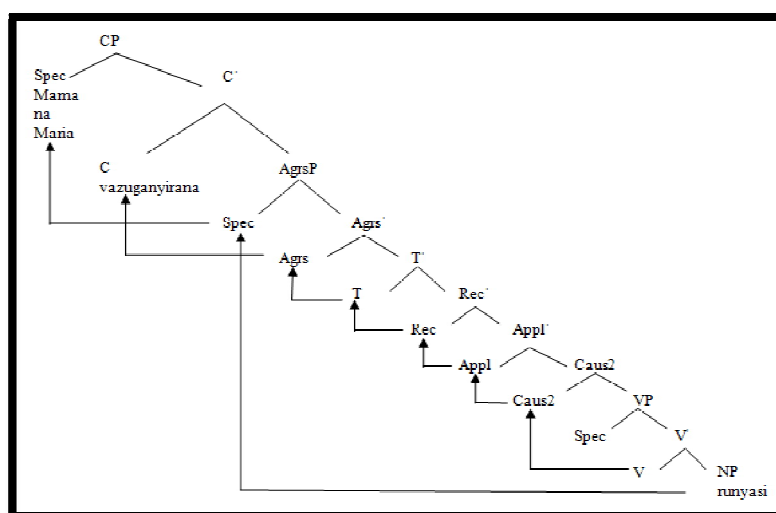 CP
Spec
Mama
na
Maria
C'
C
vazuganyirana
AgrsP
Spec
Agrs'
Agrs
T'
T
Rec'
Rec
Appl'
Appl
Caus2
Caus2
VP
Spec
V'
V
NP
runyasi